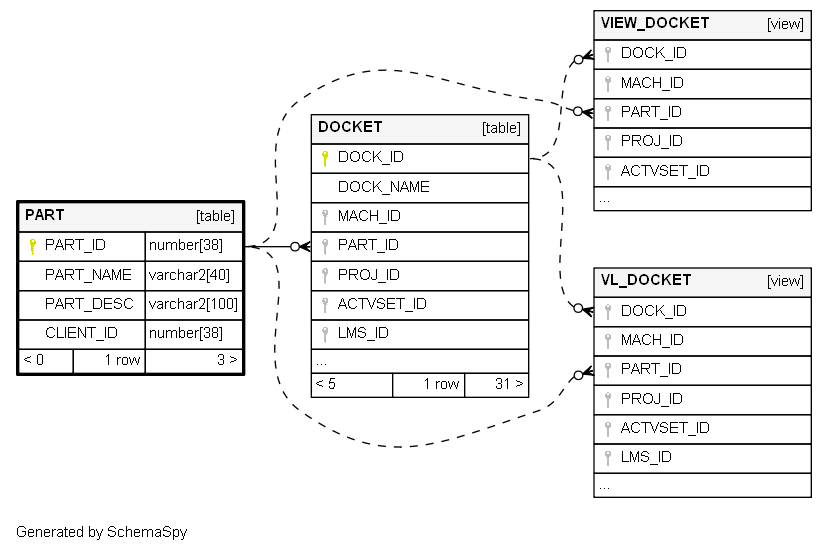 VIEW_DOCKET [view]
DOCK_ID
MACH_ID
PART_ID
PROJ_ID
ACTVSET_ID
...
DOCKET [table]
DOCK_ID
DOCK_NAME
MACH_ID
PART_ID
PROJ_ID
ACTVSET_ID
LMS_ID
...
< 5 1 row 31 >
PART [table]
PART_ID number[38]
PART_NAME varchar2[40]
PART_DESC varchar2[100]
CLIENT_ID number[38]
< 0 1 row 3 >
VL_DOCKET [view]
DOCK_ID
MACH_ID
PART_ID
PROJ_ID
ACTVSET_ID
LMS_ID
...
Generated by SchemaSpy